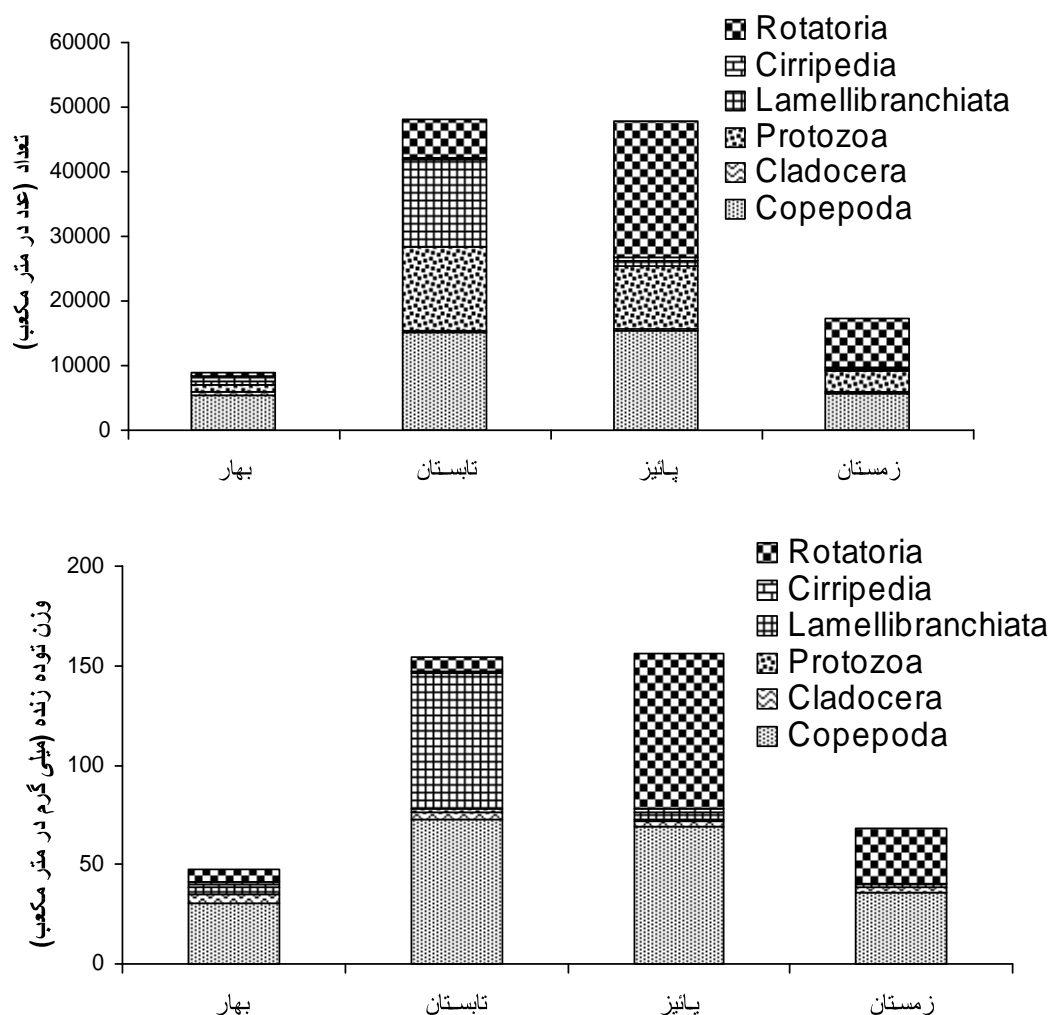 60000
50000
40000
30000
20000
10000
0
تعداد (عدد در متر مکعب)
Rotatoria
Cirripedia
Lamellibranchiata
Protozoa
Cladocera
Copepoda
بهار
تابستان
پائیز
زمستان
200
150
100
50
0
وزن توده زنده (میلی گرم در متر مکعب)
Rotatoria
Cirripedia
Lamellibranchiata
Protozoa
Cladocera
Copepoda
بهار
تابستان
پائیز
زمستان